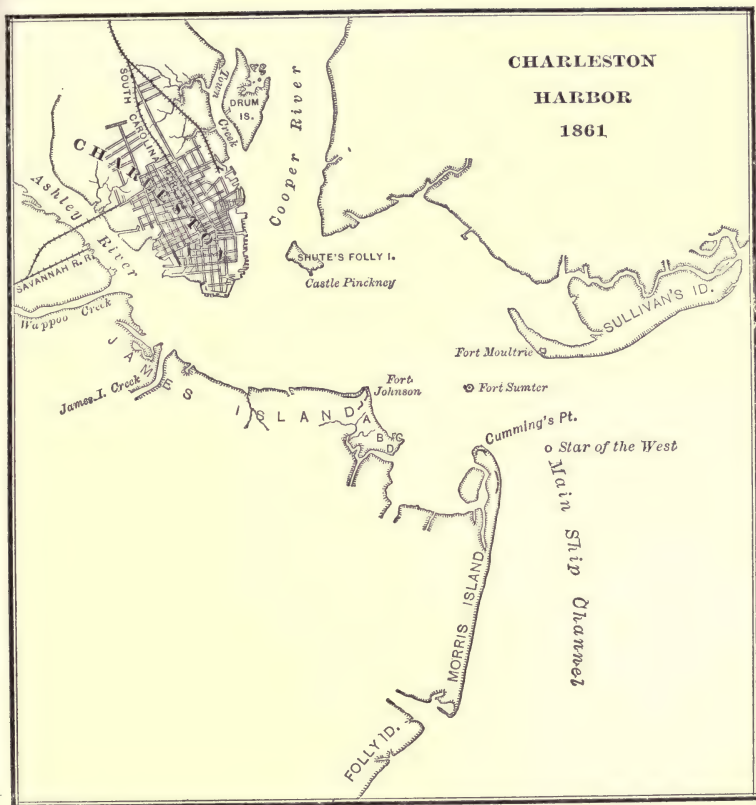 CHARLESTON
HARBOR
1861
SOUTH CAROLINA
Town
Creek
DRUM
IS.
Cooper River
CHARLESTON
Ashley
River
SAVANNAH R.R.
Wappoo Creek
SHUTE'S FOLLY I.
Castle Pinckney
SULLIVAN'S ID.
Fort Moultrie
Fort Sumter
Fort
Johnson
JAMES ISLAND
James I. Creek
A
B
C
D
Cumming's Pt.
Star of the West
Main Ship Channel
MORRIS ISLAND
FOLLY ID.